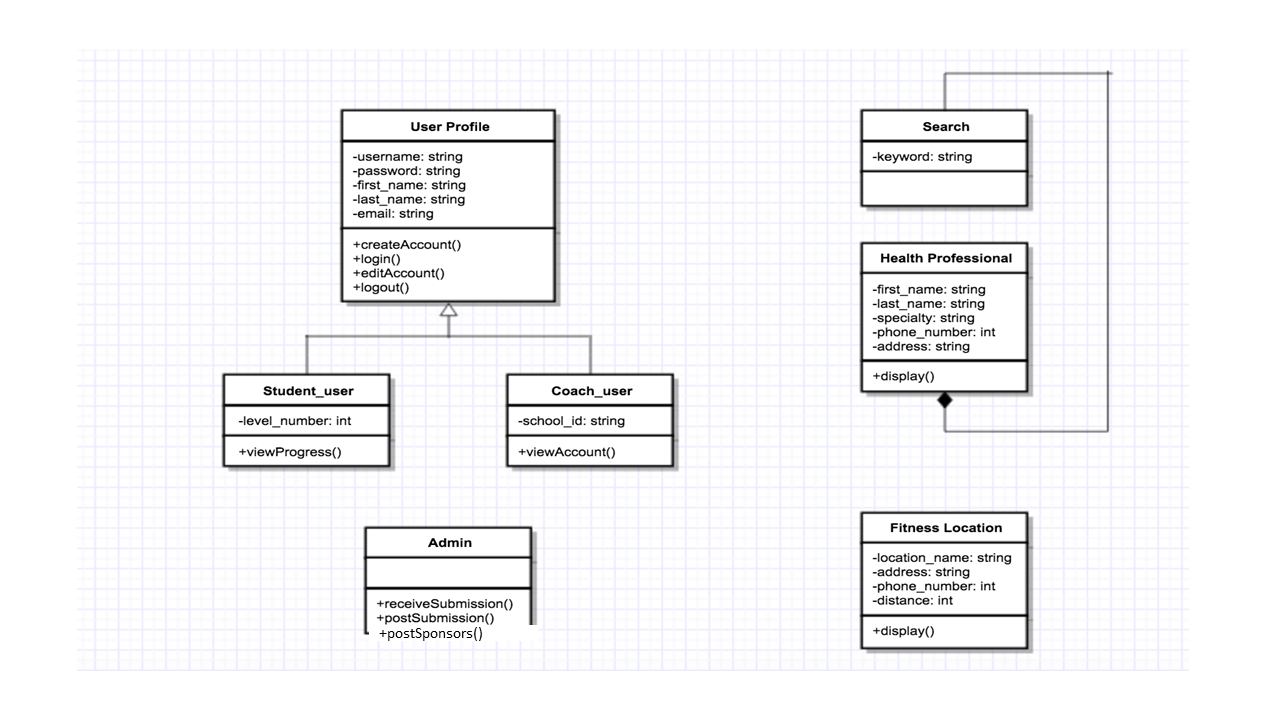 User Profile
-username: string
-password: string
-first_name: string
-last_name: string
-email: string
+createAccount()
+login()
+editAccount()
+logout()
Student_user
-level_number: int
+viewProgress()
Coach_user
-school_id: string
+viewAccount()
Admin
+receiveSubmission()
+postSubmission()
+postSponsors()
Search
-keyword: string
Health Professional
-first_name: string
-last_name: string
-specialty: string
-phone_number: int
-address: string
+display()
Fitness Location
-location_name: string
-address: string
-phone_number: int
-distance: int
+display()